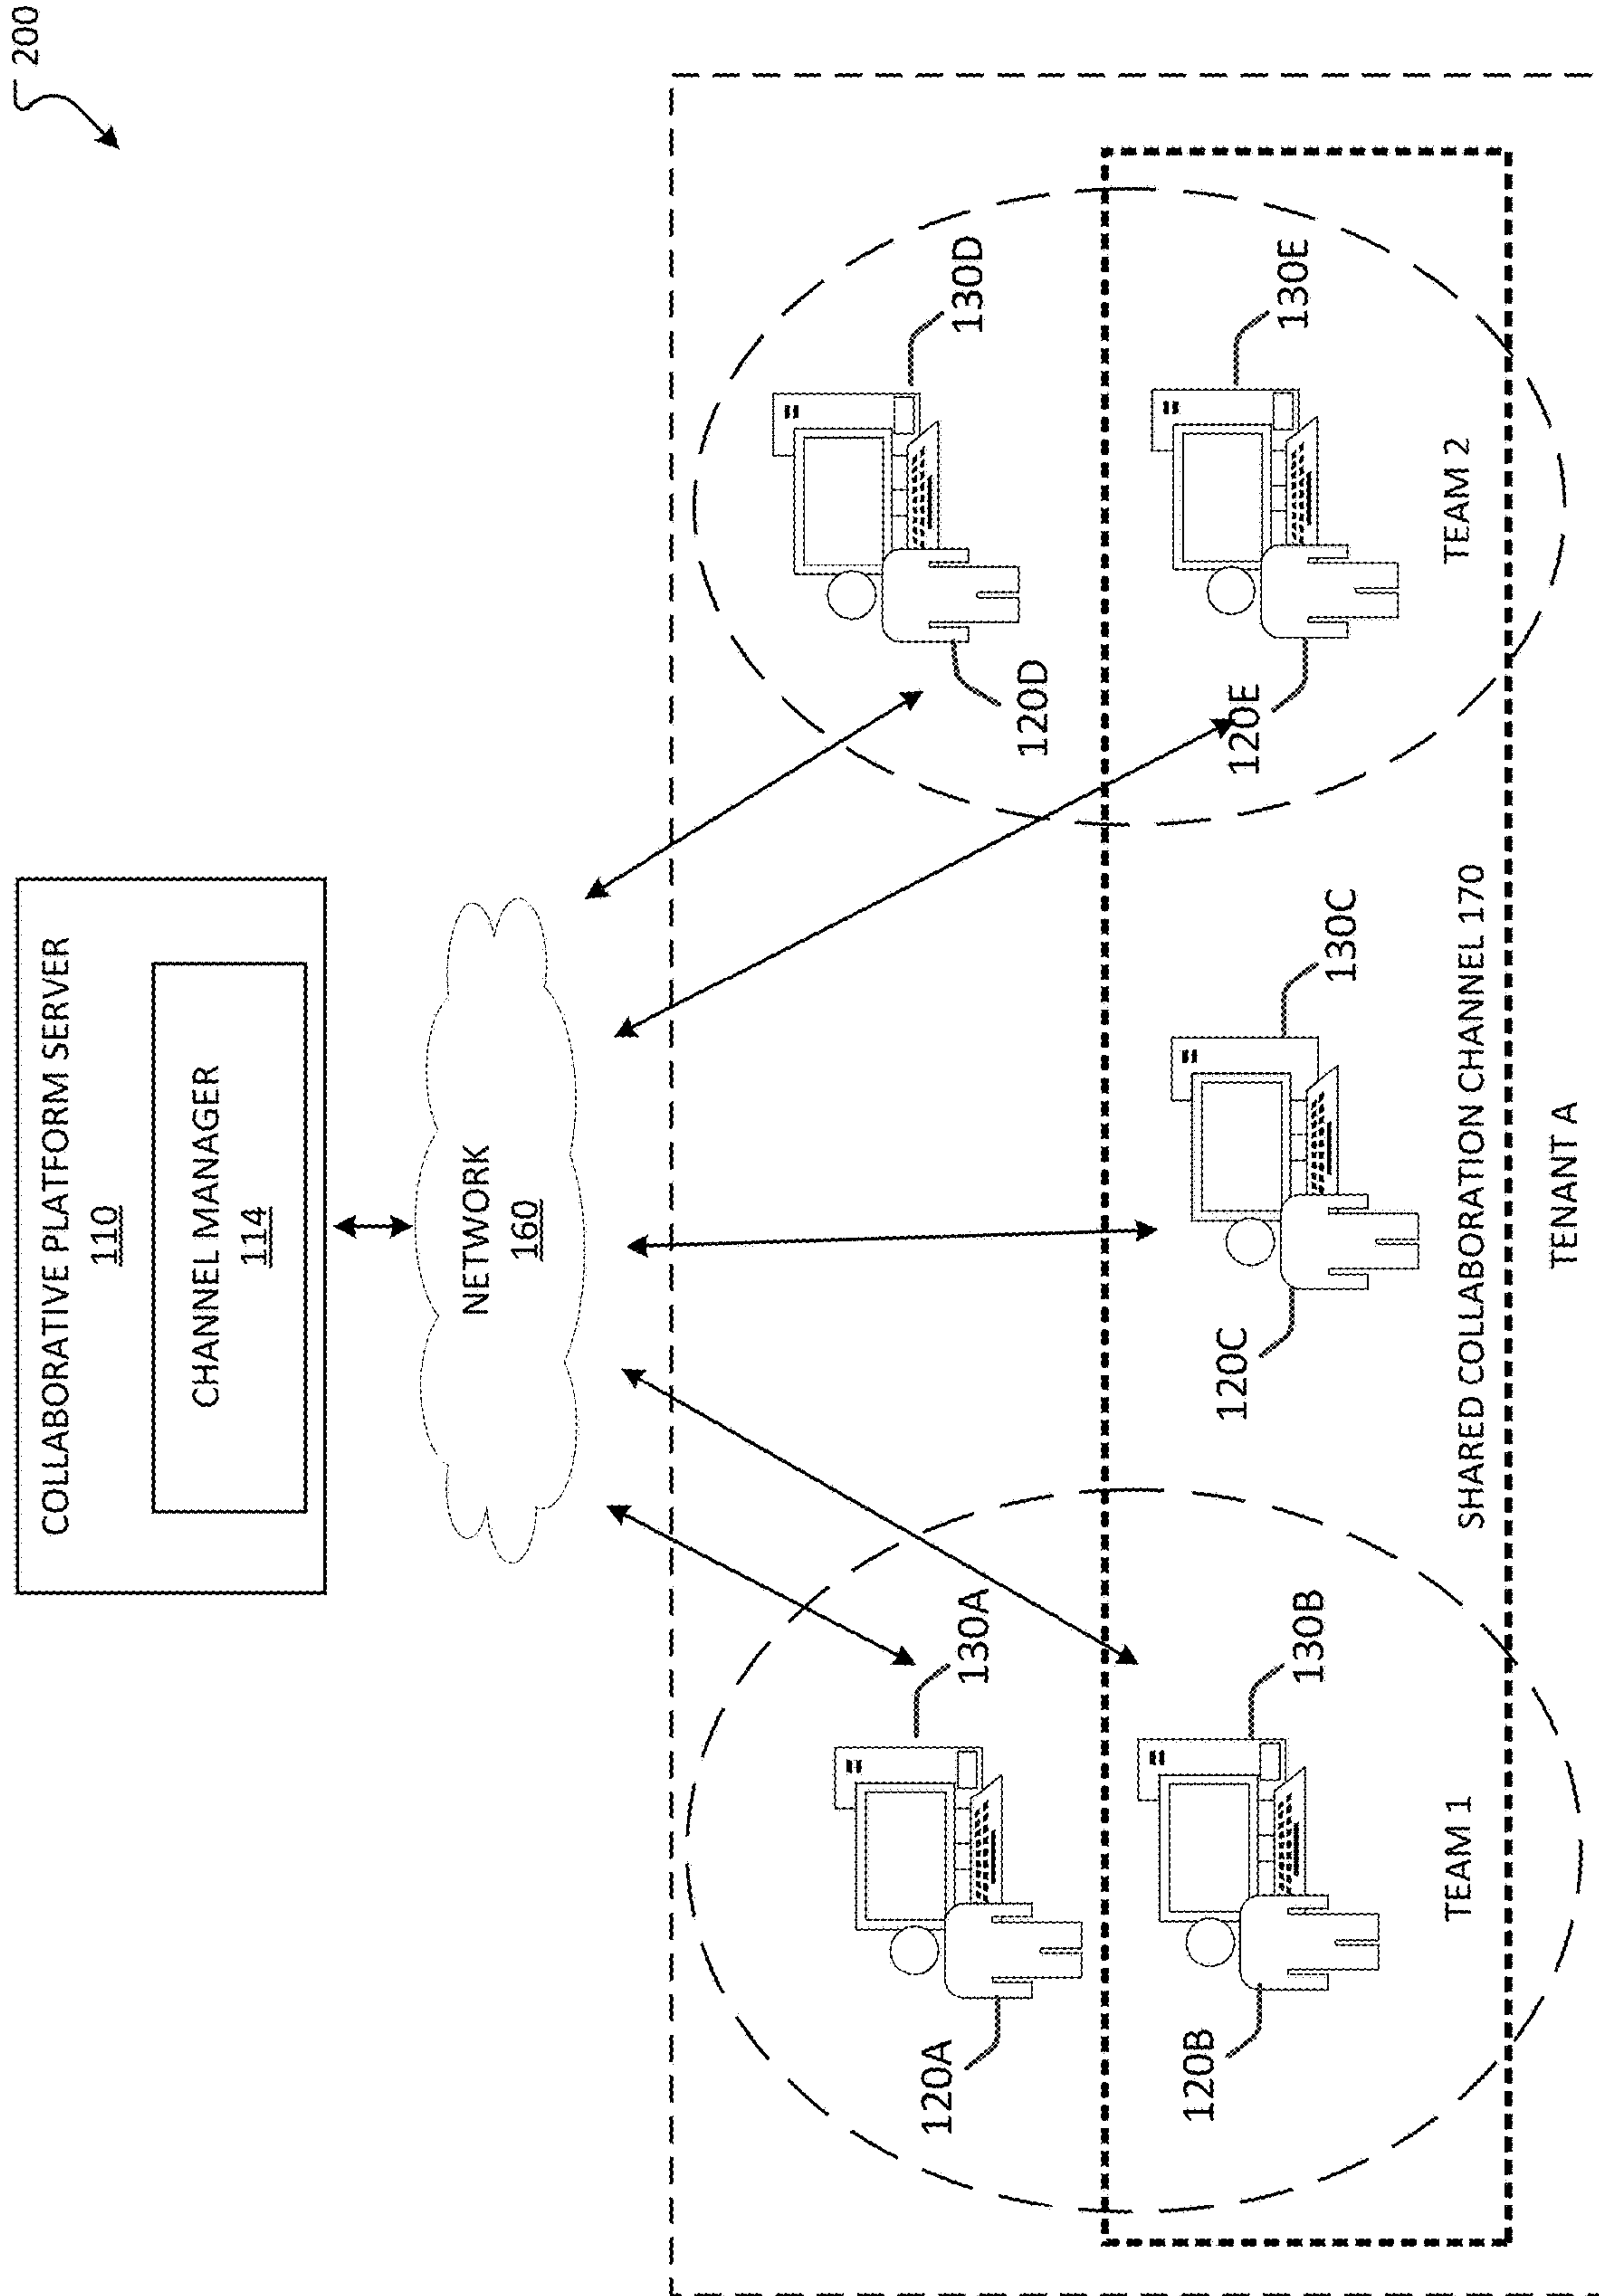 200
COLLABORATIVE PLATFORM SERVER
110
CHANNEL MANAGER
114
NETWORK
160
130A
130D
120A
120D
130B
130C
130E
120B
120C
120E
TEAM 1
TEAM 2
SHARED COLLABORATION CHANNEL 170
TENANT A